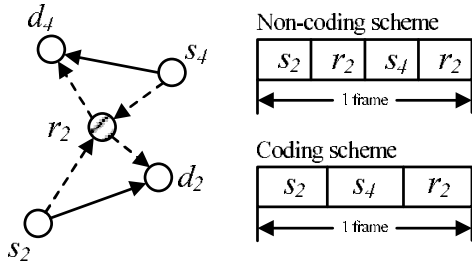 d4
s4
r2
d2
s2
Non-coding scheme
s2 r2 s4 r2
1 frame
Coding scheme
s2 s4 r2
1 frame